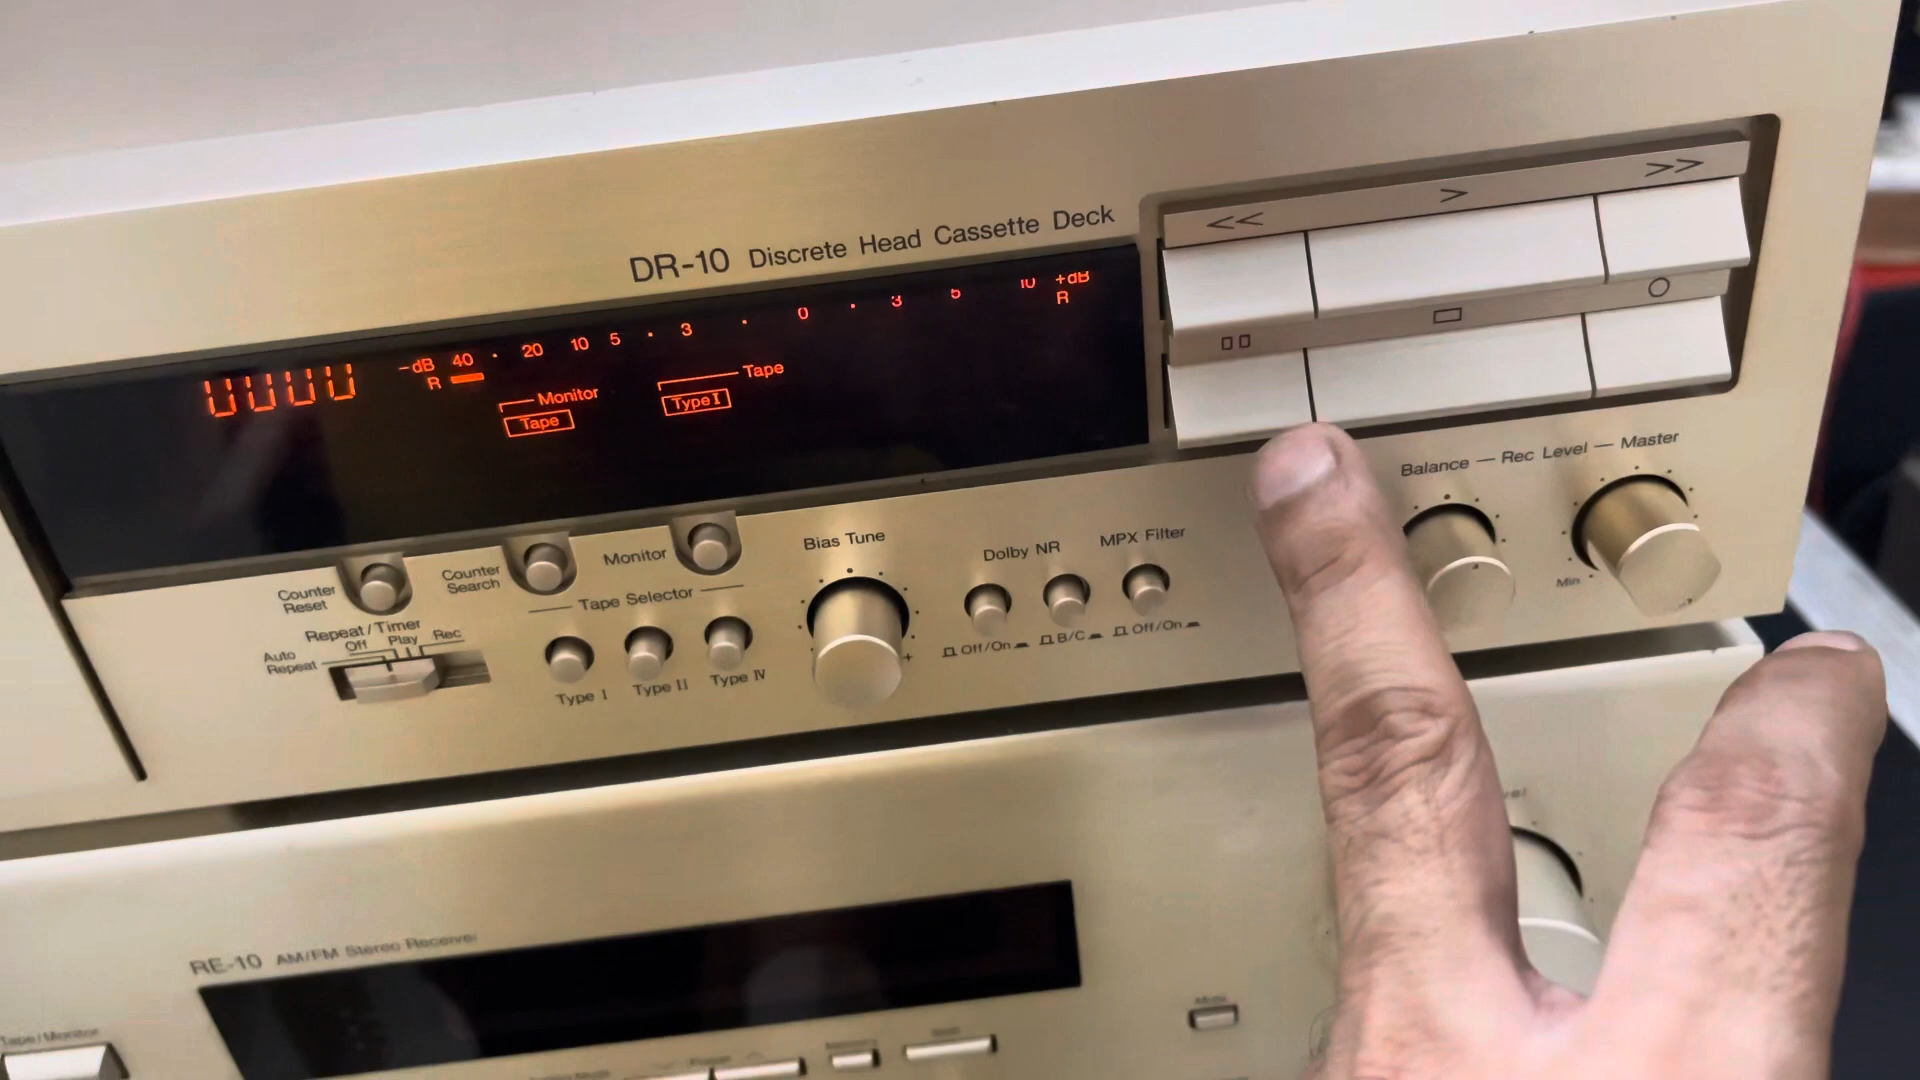 DR-10 Discrete Head Cassette Deck
<< > >>
-dB 40 · 20 10 5 · 3 · 0 · 3 5 10 +dB
R R
Monitor
Tape
Tape
Type I
Balance — Rec Level — Master
Min
Counter Reset
Counter Search
Monitor
Bias Tune
+
Dolby NR
MPX Filter
Off/On
B/C
Off/On
Tape Selector
Type I
Type II
Type IV
Repeat/Timer
Off Play Rec
Auto Repeat
RE-10 AM/FM Stereo Receiver
Tape/Monitor